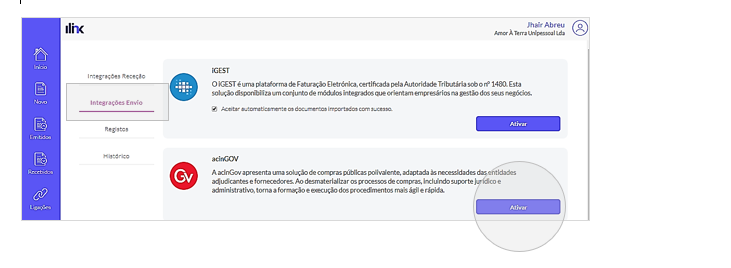 ilink
Jhair Abreu
Amor À Terra Unipessoal Lda
Início
Novo
Emitidos
Recebidos
Ligações
Integrações Receção
Integrações Envio
Registos
Histórico
iGEST
O iGEST é uma plataforma de Faturação Eletrónica, certificada pela Autoridade Tributária sob o nº 1480. Esta
solução disponibiliza um conjunto de módulos integrados que orientam empresários na gestão dos seus negócios.
Aceitar automaticamente os documentos importados com sucesso.
Ativar
acinGOV
Gv
A acinGov apresenta uma solução de compras públicas polivalente, adaptada às necessidades das entidades
adjudicantes e fornecedores. Ao desmaterializar os processos de compras, incluindo suporte jurídico e
administrativo, torna a formação e execução dos procedimentos mais ágil e rápida.
Ativar